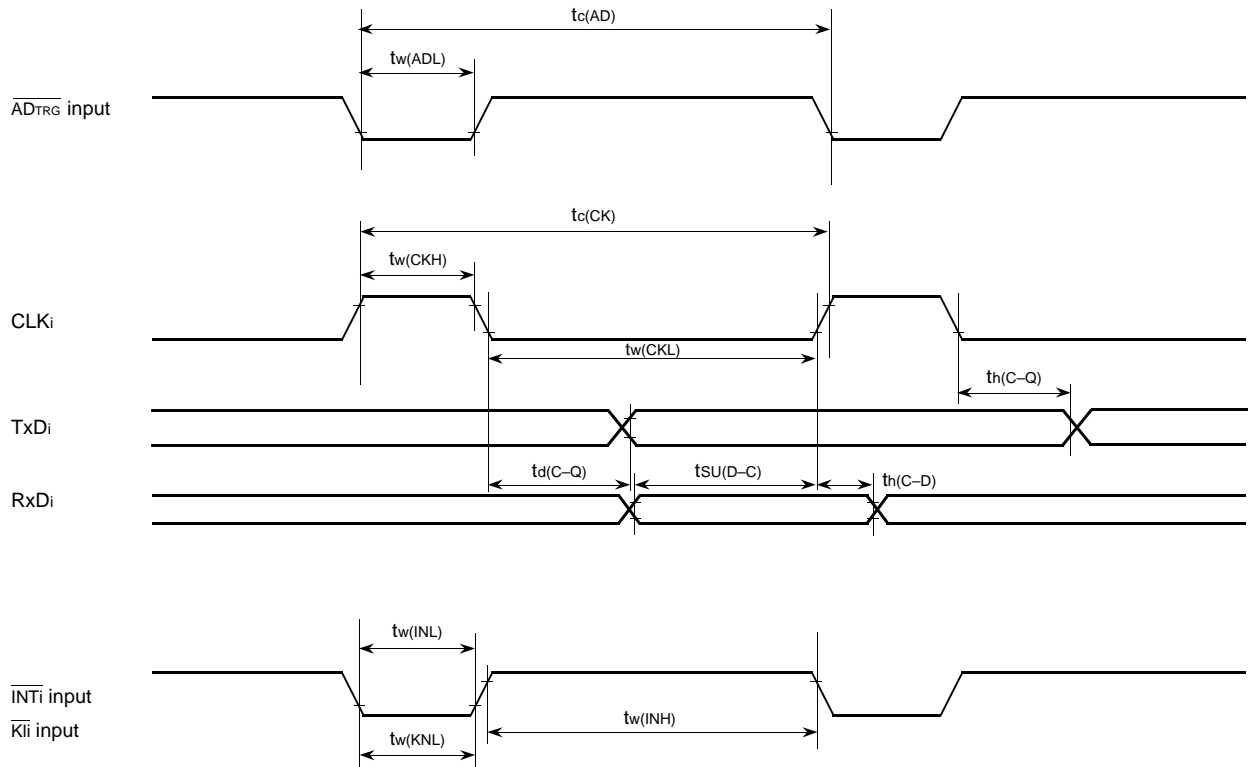 tc(AD)
tw(ADL)
ADTRG input
tc(CK)
tw(CKH)
CLKi
tw(CKL)
th(C–Q)
TxDi
td(C–Q)
tSU(D–C)
th(C–D)
RxDi
tw(INL)
INTi input
tw(INH)
KIi input
tw(KNL)